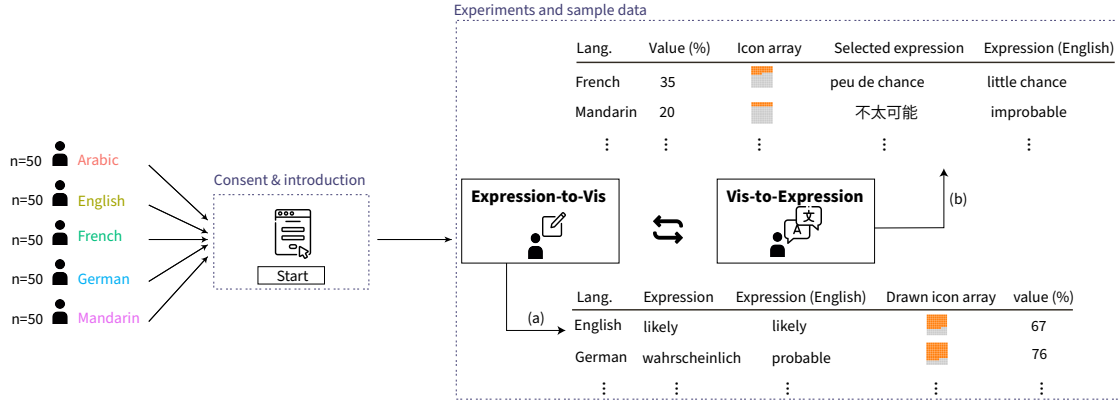 Experiments and sample data
Lang. Value (%) Icon array Selected expression Expression (English)
French 35 peu de chance little chance
Mandarin 20 不太可能 improbable
n=50 Arabic
n=50 English
n=50 French
n=50 German
n=50 Mandarin
Consent & introduction
Start
Expression-to-Vis
Vis-to-Expression
文
A
(b)
(a)
Lang. Expression Expression (English) Drawn icon array value (%)
English likely likely 67
German wahrscheinlich probable 76